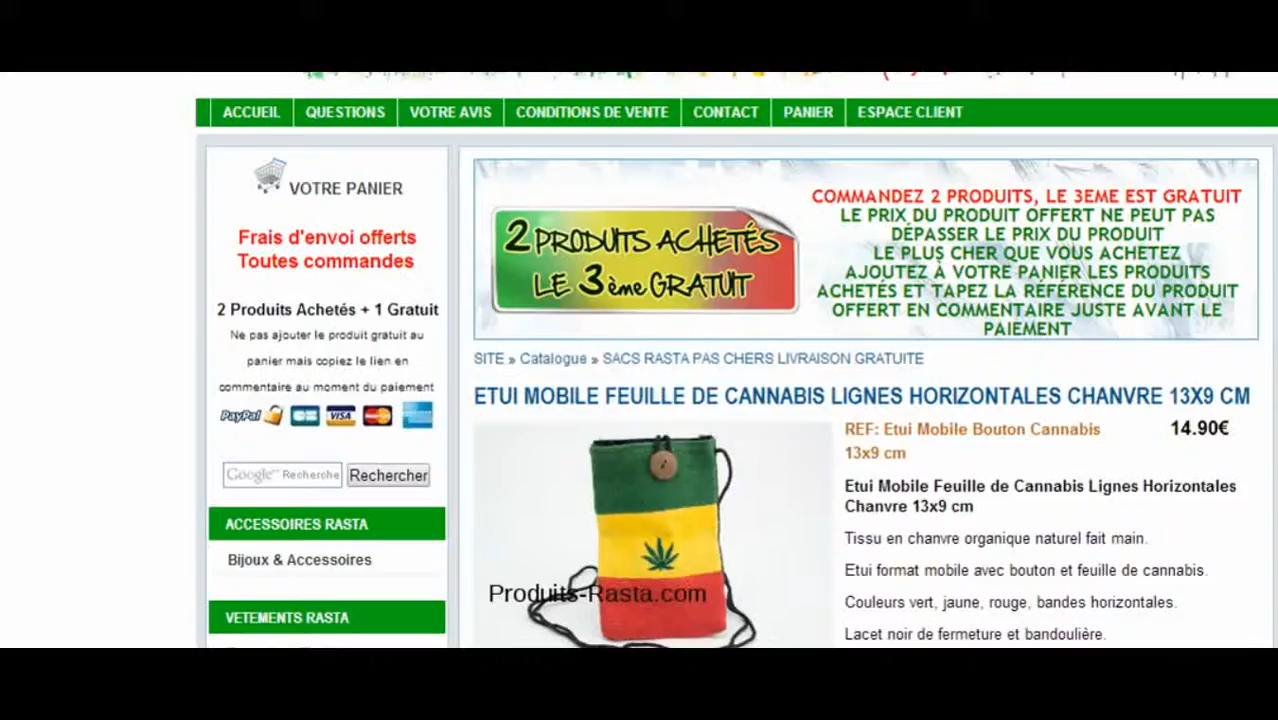 ACCUEIL QUESTIONS VOTRE AVIS CONDITIONS DE VENTE CONTACT PANIER ESPACE CLIENT
VOTRE PANIER
Frais d'envoi offerts
Toutes commandes
2 Produits Achetés + 1 Gratuit
Ne pas ajouter le produit gratuit au
panier mais copiez le lien en
commentaire au moment du paiement
PayPal CB VISA MasterCard
Google™ Recherche Rechercher
ACCESSOIRES RASTA
Bijoux & Accessoires
VETEMENTS RASTA
2 PRODUITS ACHETÉS
LE 3ème GRATUIT
COMMANDEZ 2 PRODUITS, LE 3EME EST GRATUIT
LE PRIX DU PRODUIT OFFERT NE PEUT PAS
DÉPASSER LE PRIX DU PRODUIT
LE PLUS CHER QUE VOUS ACHETEZ
AJOUTEZ À VOTRE PANIER LES PRODUITS
ACHETÉS ET TAPEZ LA RÉFÉRENCE DU PRODUIT
OFFERT EN COMMENTAIRE JUSTE AVANT LE
PAIEMENT
SITE » Catalogue » SACS RASTA PAS CHERS LIVRAISON GRATUITE
ETUI MOBILE FEUILLE DE CANNABIS LIGNES HORIZONTALES CHANVRE 13X9 CM
Produits-Rasta.com
REF: Etui Mobile Bouton Cannabis 14.90€
13x9 cm
Etui Mobile Feuille de Cannabis Lignes Horizontales
Chanvre 13x9 cm
Tissu en chanvre organique naturel fait main.
Etui format mobile avec bouton et feuille de cannabis.
Couleurs vert, jaune, rouge, bandes horizontales.
Lacet noir de fermeture et bandoulière.